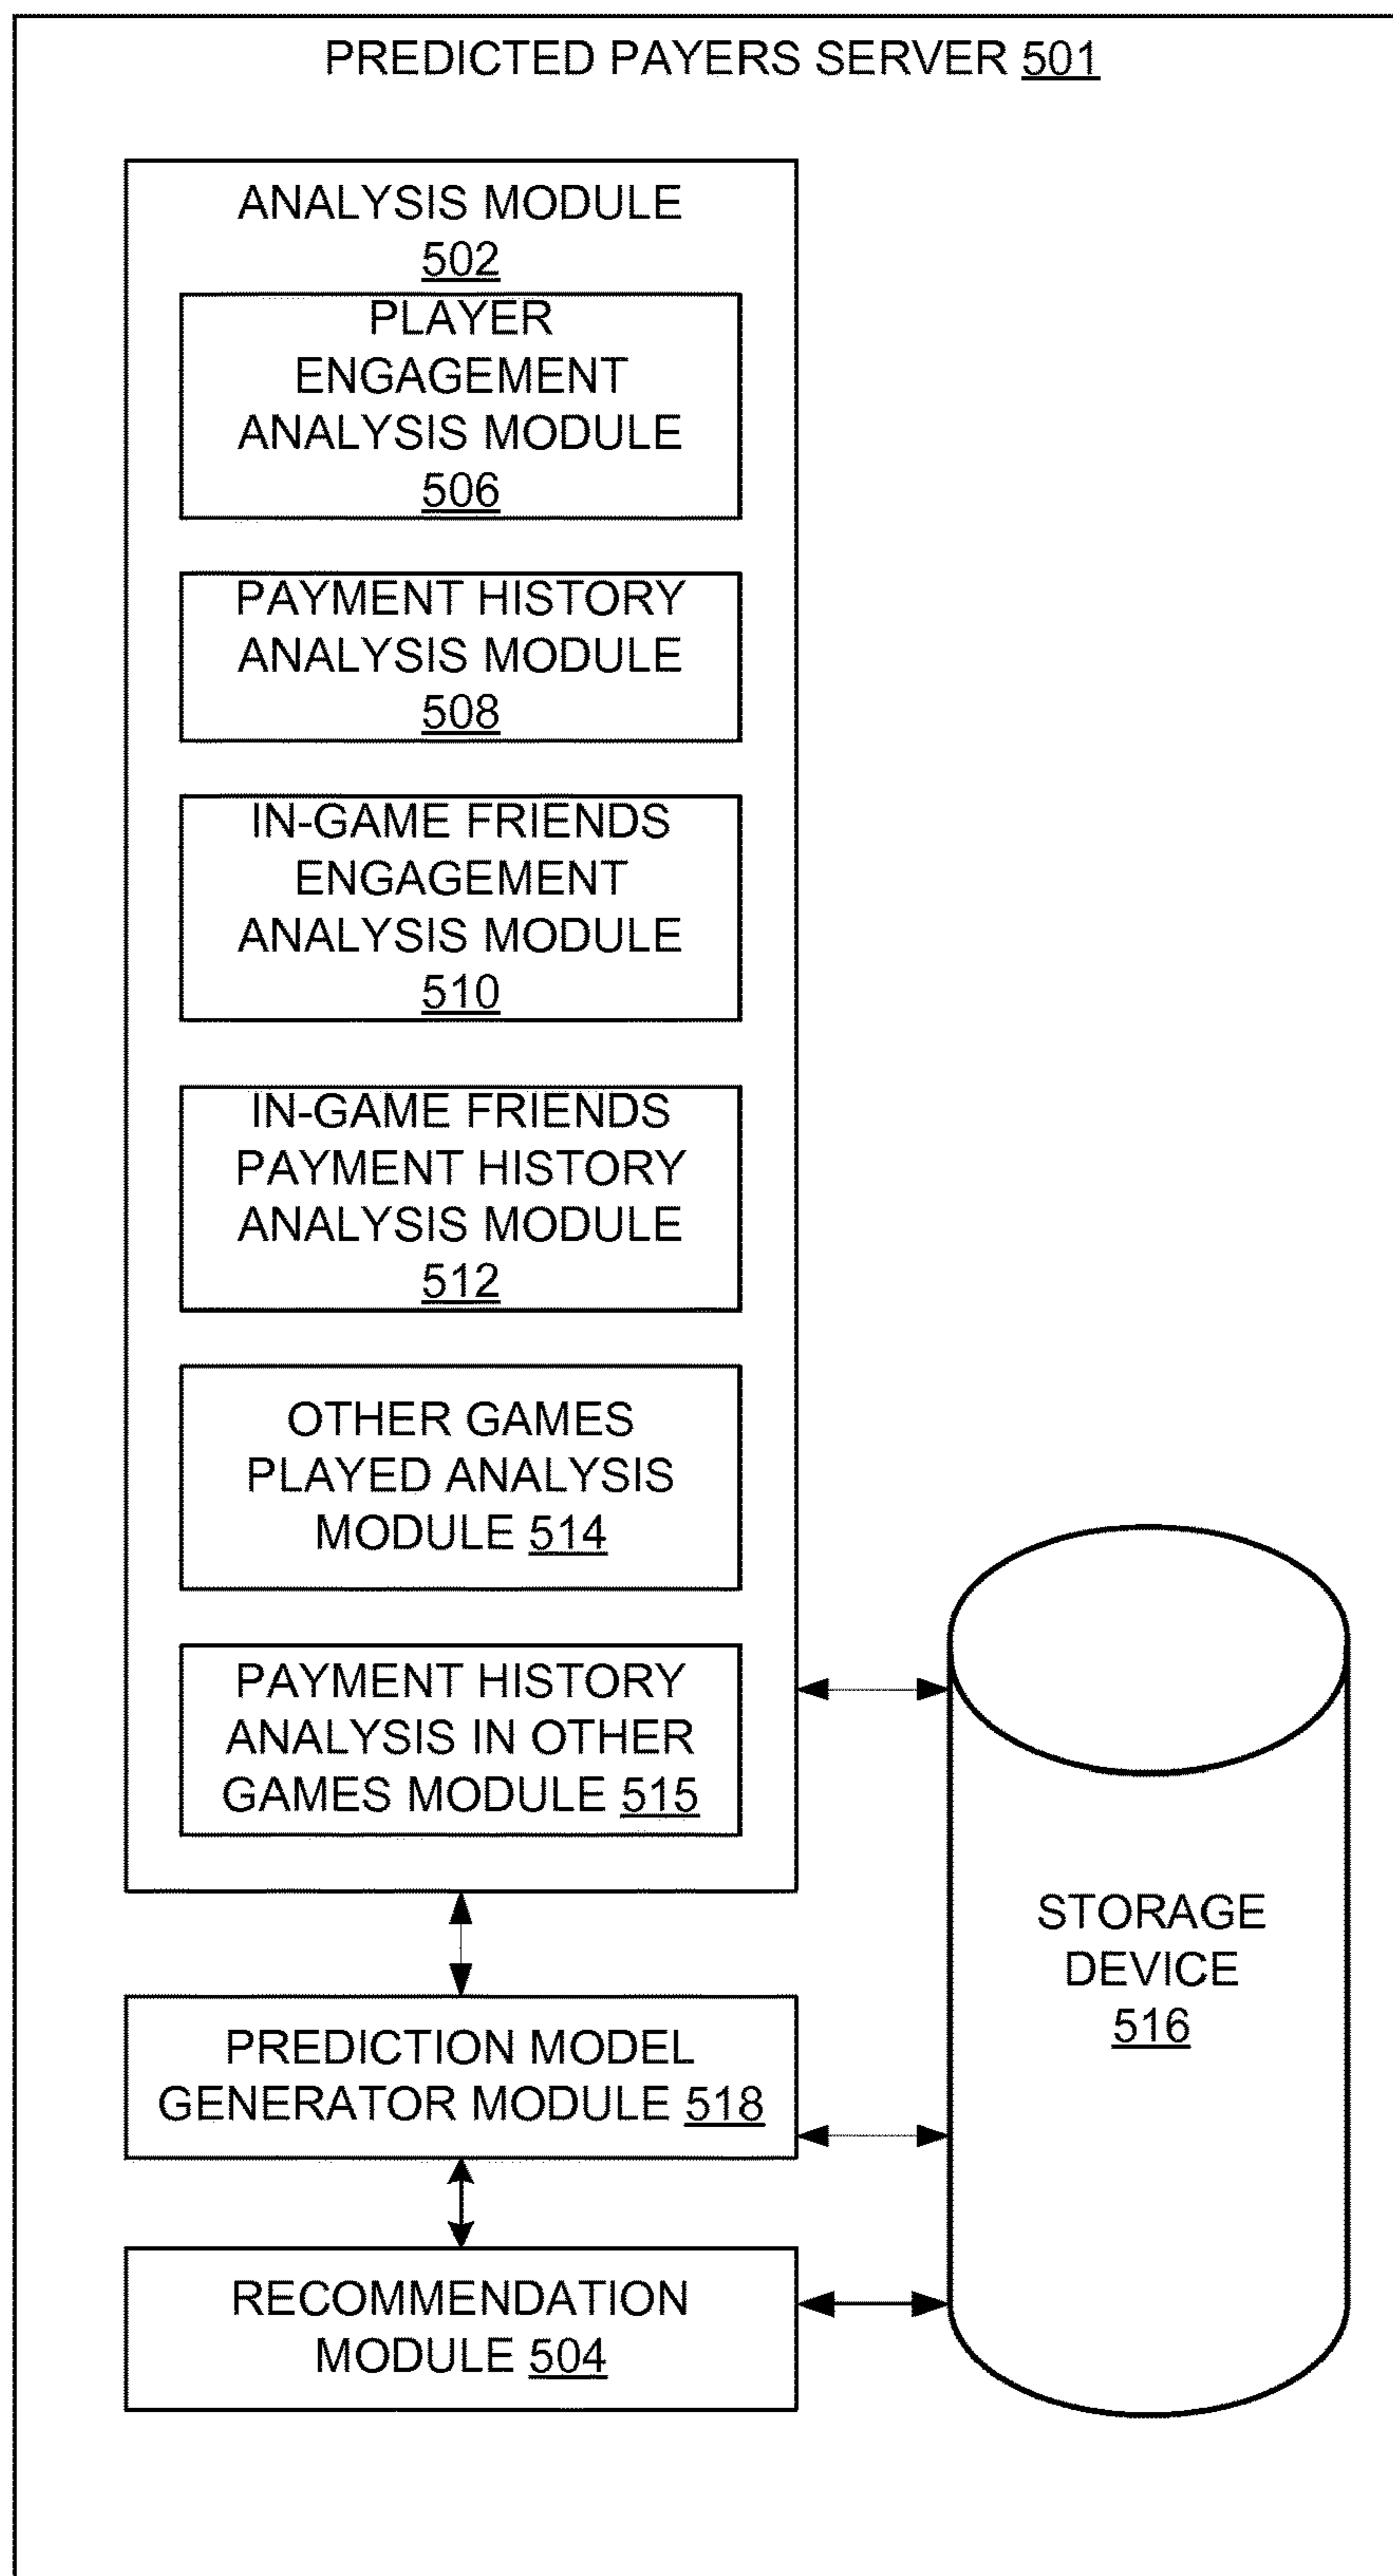 PREDICTED PAYERS SERVER 501
ANALYSIS MODULE
502
PLAYER
ENGAGEMENT
ANALYSIS MODULE
506
PAYMENT HISTORY
ANALYSIS MODULE
508
IN-GAME FRIENDS
ENGAGEMENT
ANALYSIS MODULE
510
IN-GAME FRIENDS
PAYMENT HISTORY
ANALYSIS MODULE
512
OTHER GAMES
PLAYED ANALYSIS
MODULE 514
PAYMENT HISTORY
ANALYSIS IN OTHER
GAMES MODULE 515
STORAGE
DEVICE
516
PREDICTION MODEL
GENERATOR MODULE 518
RECOMMENDATION
MODULE 504